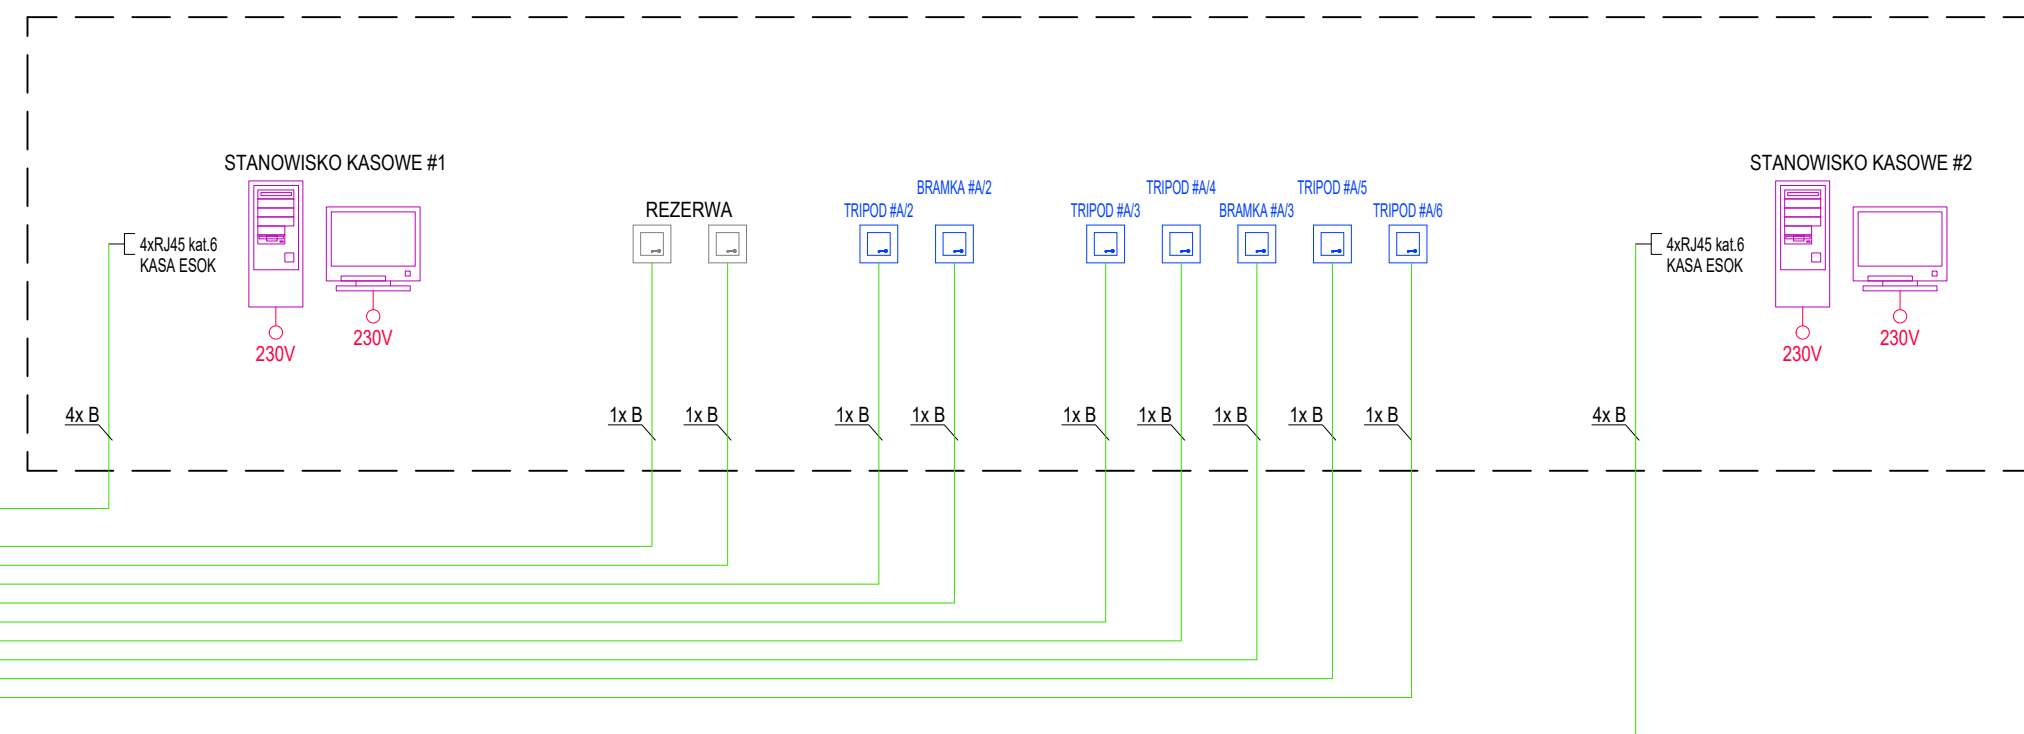 STANOWISKO KASOWE #1
4xRJ45 kat.6
KASA ESOK
230V
230V
4x B
REZERWA
1x B
1x B
TRIPOD #A/2
BRAMKA #A/2
1x B
1x B
TRIPOD #A/3
TRIPOD #A/4
BRAMKA #A/3
TRIPOD #A/5
TRIPOD #A/6
1x B
1x B
1x B
1x B
1x B
STANOWISKO KASOWE #2
4xRJ45 kat.6
KASA ESOK
230V
230V
4x B